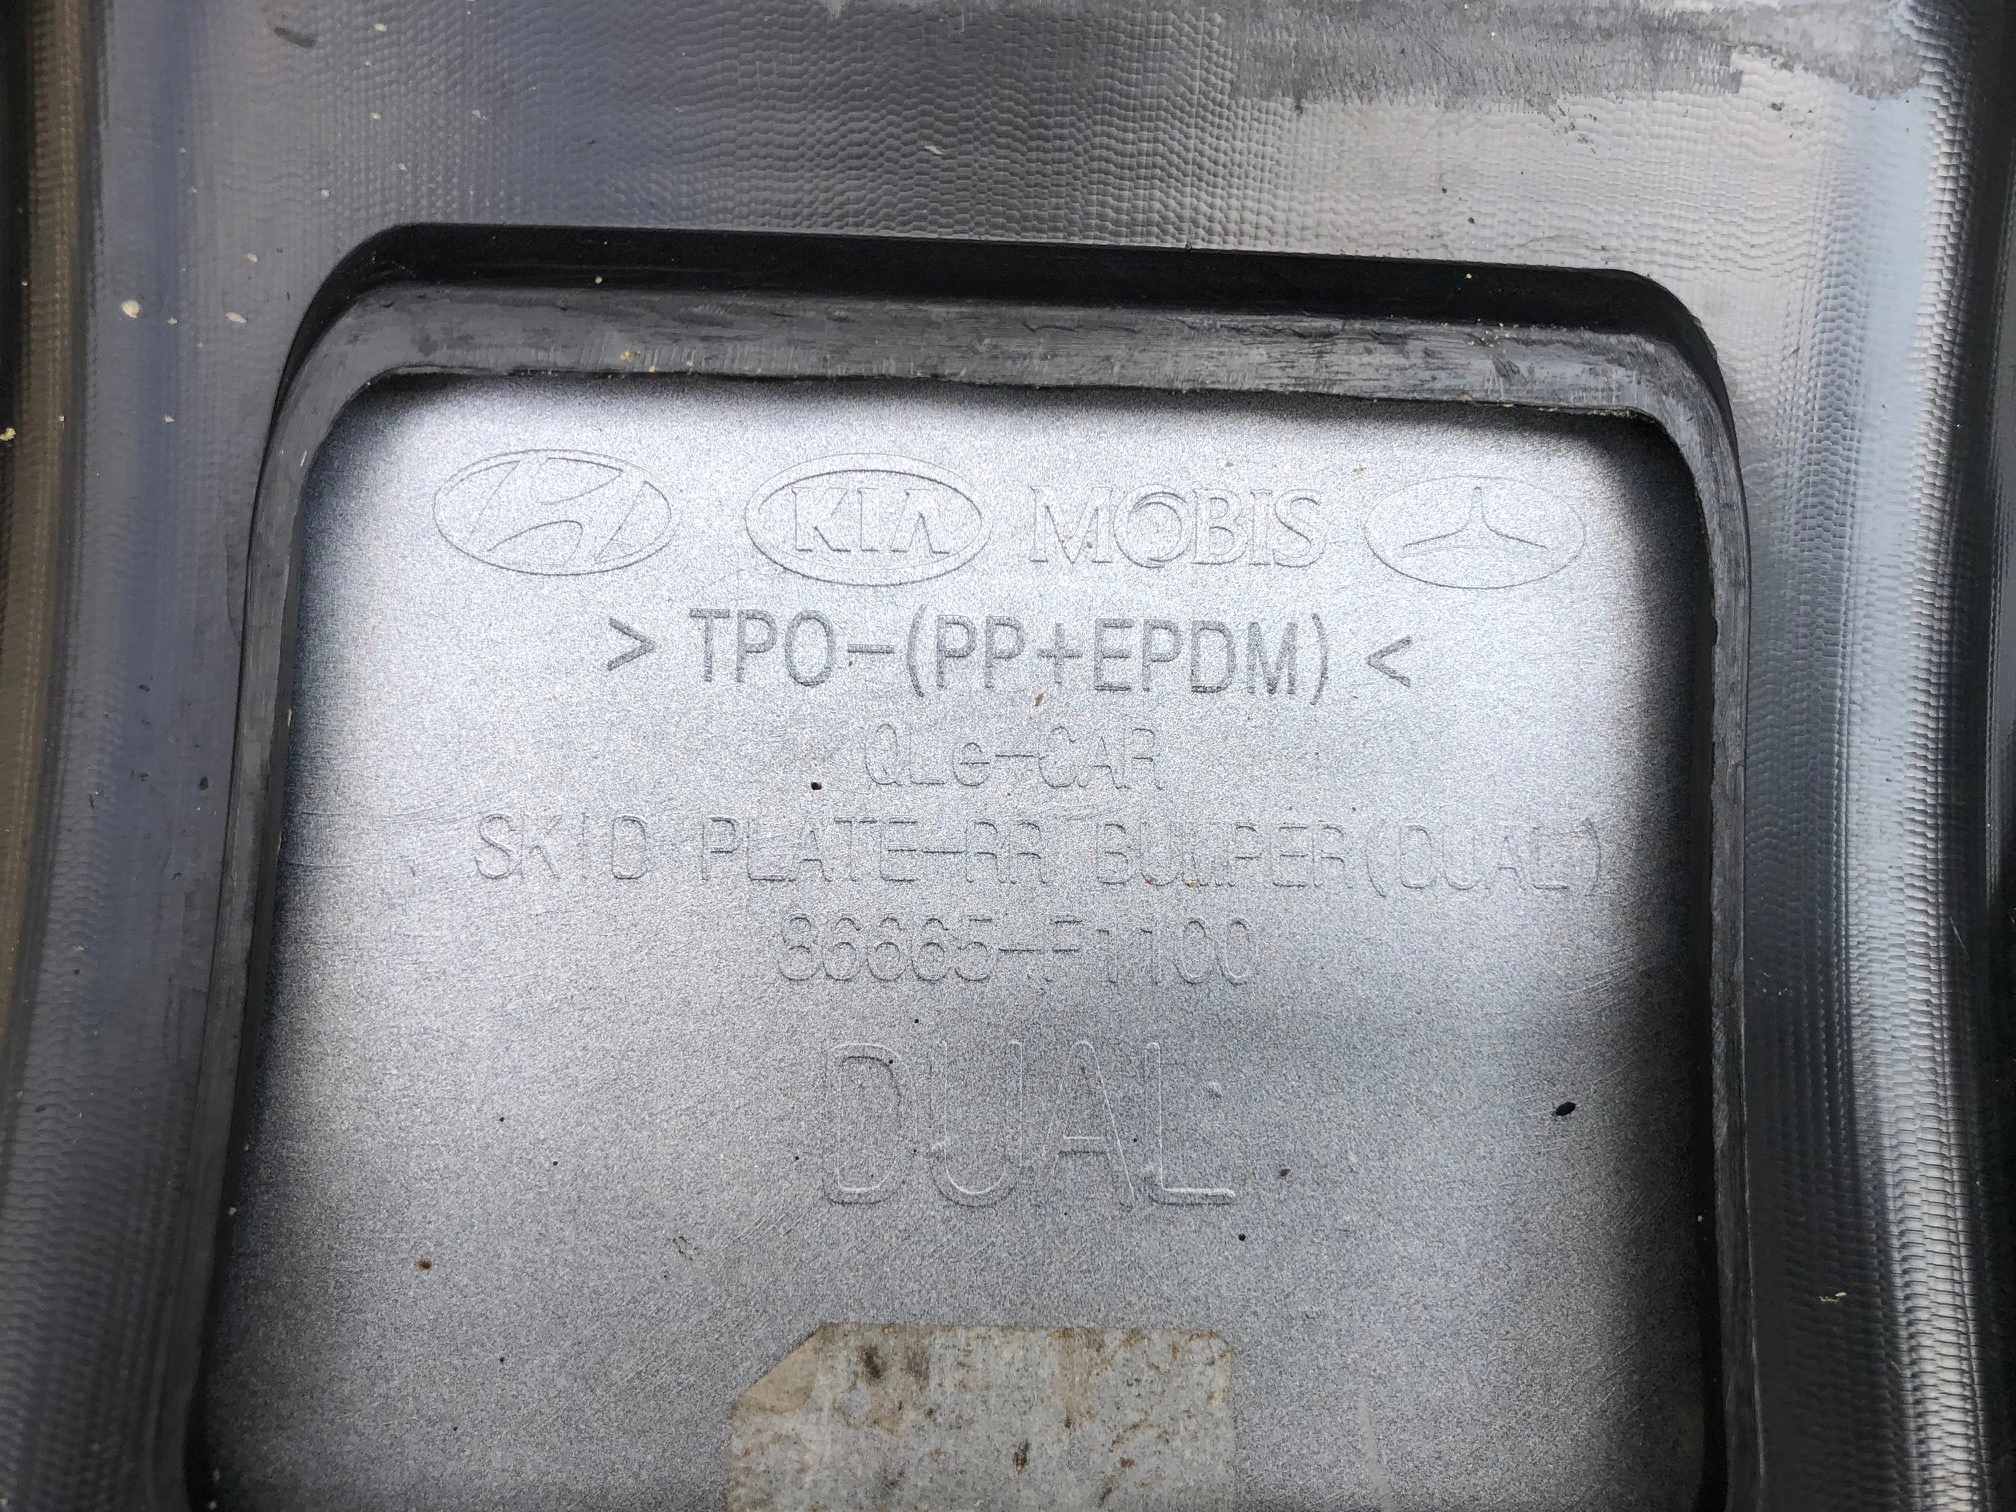 KIA MOBIS
> TPO-(PP+EPDM) <
QLe-CAR
SKID PLATE-RR BUMPER(DUAL)
86665-F1100
DUAL